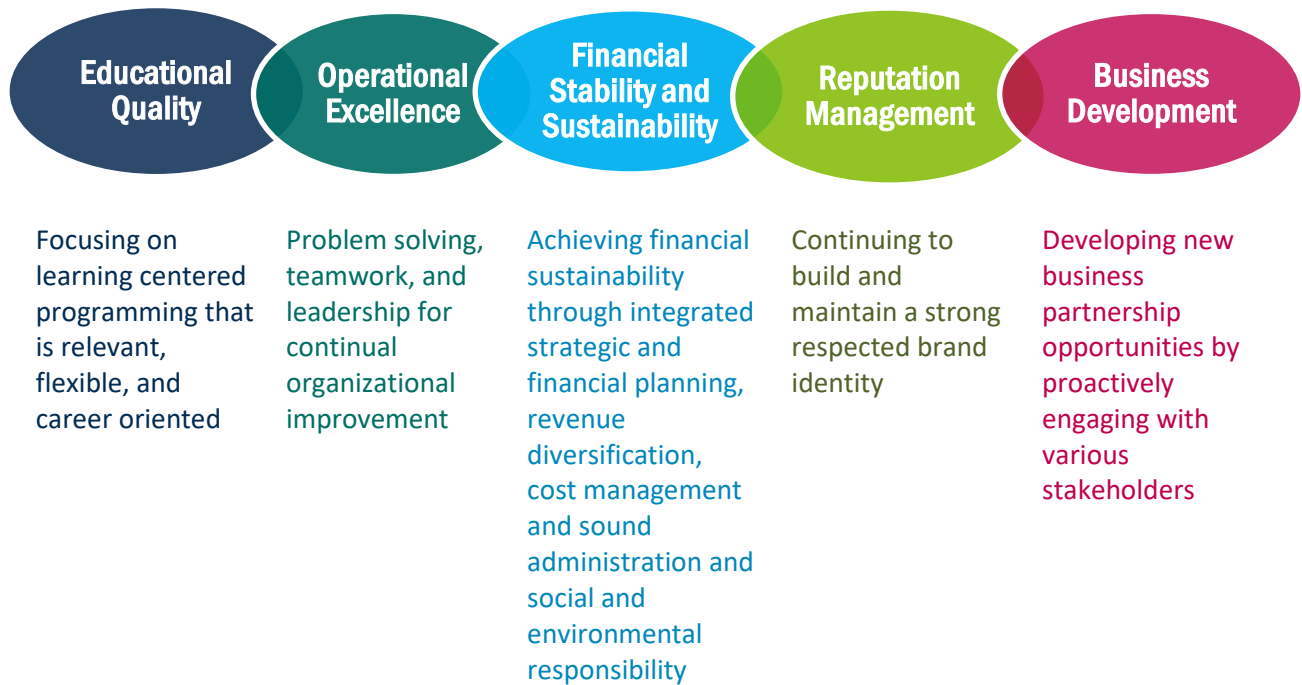 Educational
Quality
Operational
Excellence
Financial
Stability and
Sustainability
Reputation
Management
Business
Development
Focusing on
learning centered
programming that
is relevant,
flexible, and
career oriented
Problem solving,
teamwork, and
leadership for
continual
organizational
improvement
Achieving financial
sustainability
through integrated
strategic and
financial planning,
revenue
diversification,
cost management
and sound
administration and
social and
environmental
responsibility
Continuing to
build and
maintain a strong
respected brand
identity
Developing new
business
partnership
opportunities by
proactively
engaging with
various
stakeholders